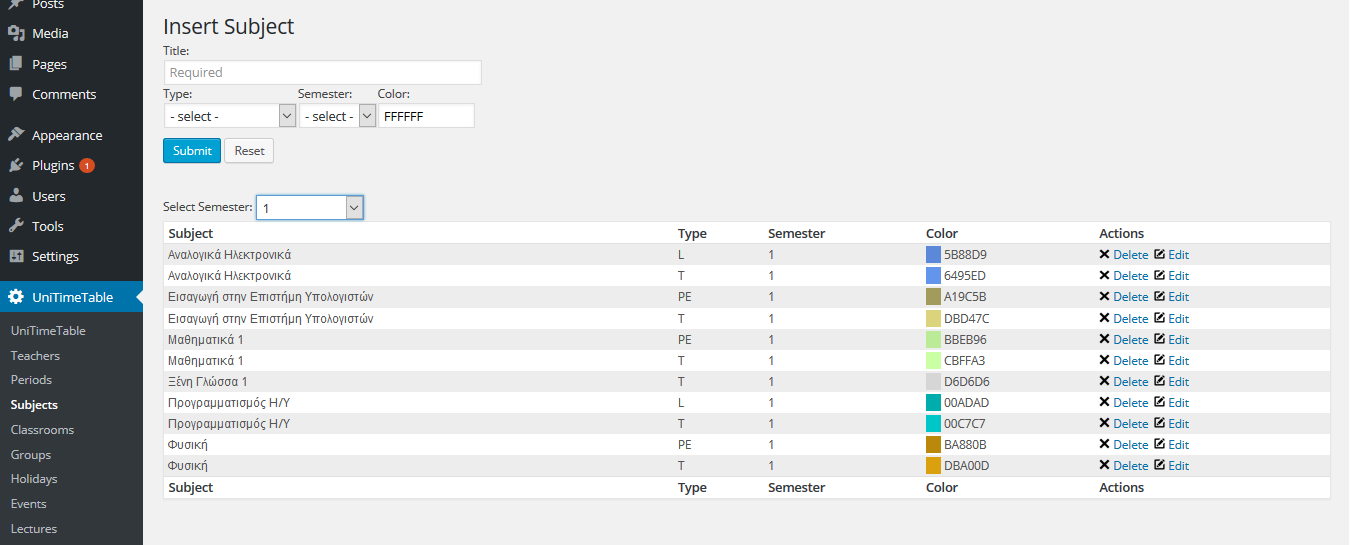 Posts
Media
Pages
Comments
Appearance
Plugins 1
Users
Tools
Settings
UniTimeTable
UniTimeTable
Teachers
Periods
Subjects
Classrooms
Groups
Holidays
Events
Lectures
Insert Subject
Title:
Required
Type: Semester: Color:
- select - - select - FFFFFF
Submit Reset
Select Semester: 1
Subject Type Semester Color Actions
Αναλογικά Ηλεκτρονικά L 1 5B88D9 Delete Edit
Αναλογικά Ηλεκτρονικά T 1 6495ED Delete Edit
Εισαγωγή στην Επιστήμη Υπολογιστών PE 1 A19C5B Delete Edit
Εισαγωγή στην Επιστήμη Υπολογιστών T 1 DBD47C Delete Edit
Μαθηματικά 1 PE 1 BBEB96 Delete Edit
Μαθηματικά 1 T 1 CBFFA3 Delete Edit
Ξένη Γλώσσα 1 T 1 D6D6D6 Delete Edit
Προγραμματισμός Η/Υ L 1 00ADAD Delete Edit
Προγραμματισμός Η/Υ T 1 00C7C7 Delete Edit
Φυσική PE 1 BA880B Delete Edit
Φυσική T 1 DBA00D Delete Edit
Subject Type Semester Color Actions